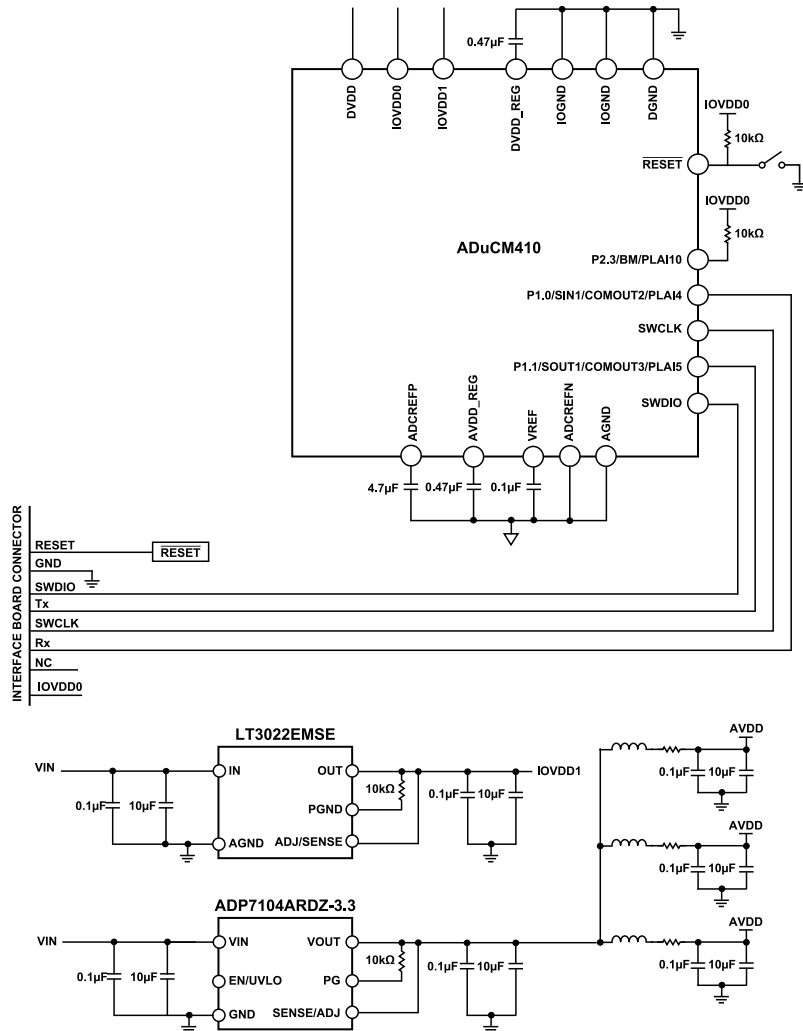 0.47µF
DVDD
IOVDD0
IOVDD1
DVDD_REG
IOGND
IOGND
DGND
IOVDD0
10kΩ
RESET
IOVDD0
10kΩ
ADuCM410
P2.3/BM/PLAI10
P1.0/SIN1/COMOUT2/PLAI4
SWCLK
P1.1/SOUT1/COMOUT3/PLAI5
SWDIO
ADCREFP
AVDD_REG
VREF
ADCREFN
AGND
4.7µF
0.47µF
0.1µF
INTERFACE BOARD CONNECTOR
RESET
RESET
GND
SWDIO
Tx
SWCLK
Rx
NC
IOVDD0
LT3022EMSE
VIN
IN
OUT
IOVDD1
0.1µF
10µF
10kΩ
PGND
0.1µF
10µF
AGND
ADJ/SENSE
AVDD
0.1µF
10µF
AVDD
0.1µF
10µF
ADP7104ARDZ-3.3
VIN
VIN
VOUT
AVDD
0.1µF
10µF
EN/UVLO
10kΩ
PG
0.1µF
10µF
0.1µF
10µF
GND
SENSE/ADJ